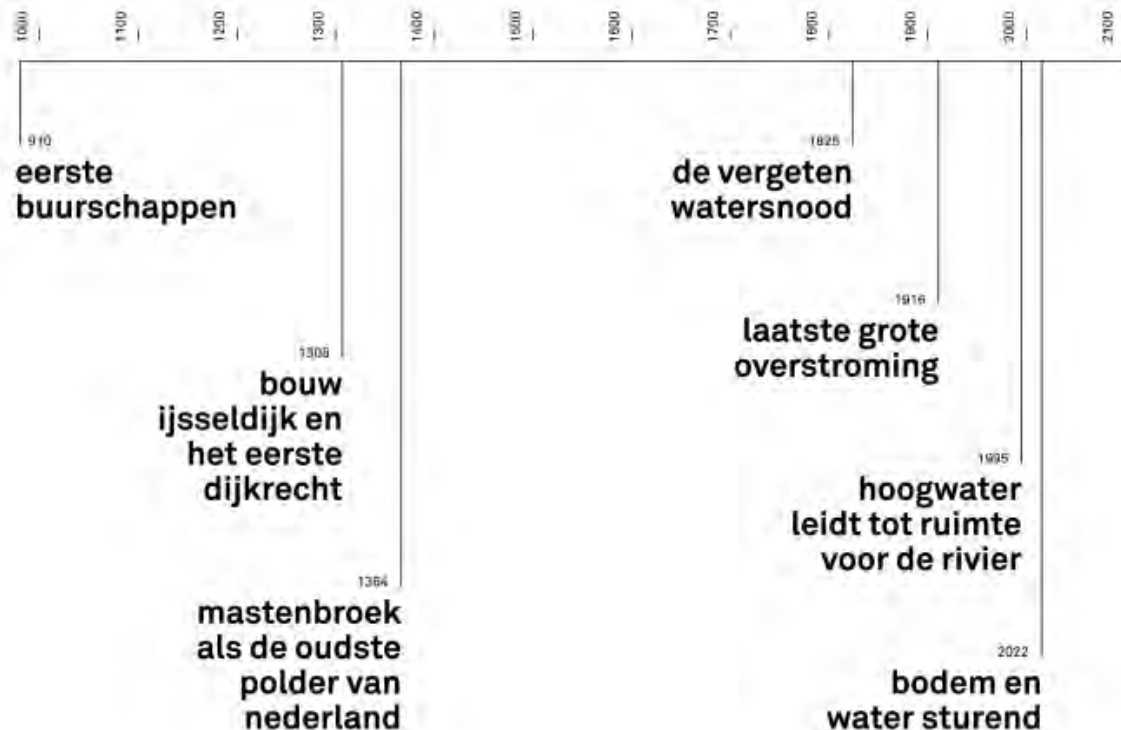 1000
1100
1200
1300
1400
1500
1600
1700
1800
1900
2000
2100
910
eerste
buurschappen
1308
bouw
ijsseldijk en
het eerste
dijkrecht
1364
mastenbroek
als de oudste
polder van
nederland
1825
de vergeten
watersnood
1916
laatste grote
overstroming
1995
hoogwater
leidt tot ruimte
voor de rivier
2022
bodem en
water sturend